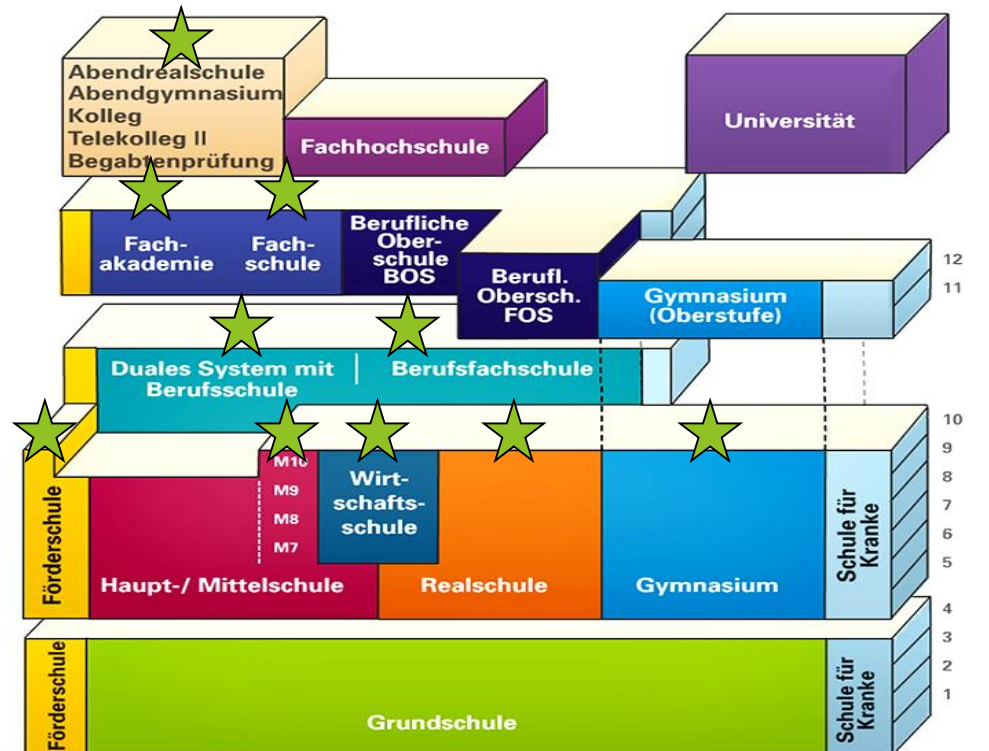 Abendrealschule
Abendgymnasium
Kolleg
Telekolleg II
Begabtenprüfung
Fachhochschule
Universität
Fach-
akademie
Fach-
schule
Berufliche
Ober-
schule
BOS
Berufl.
Obersch.
FOS
Gymnasium
(Oberstufe)
12
11
Duales System mit
Berufsschule
Berufsfachschule
10
9
8
7
6
5
Förderschule
M10
M9
M8
M7
Haupt-/ Mittelschule
Wirt-
schafts-
schule
Realschule
Gymnasium
Schule für
Kranke
4
3
2
1
Förderschule
Grundschule
Schule für
Kranke